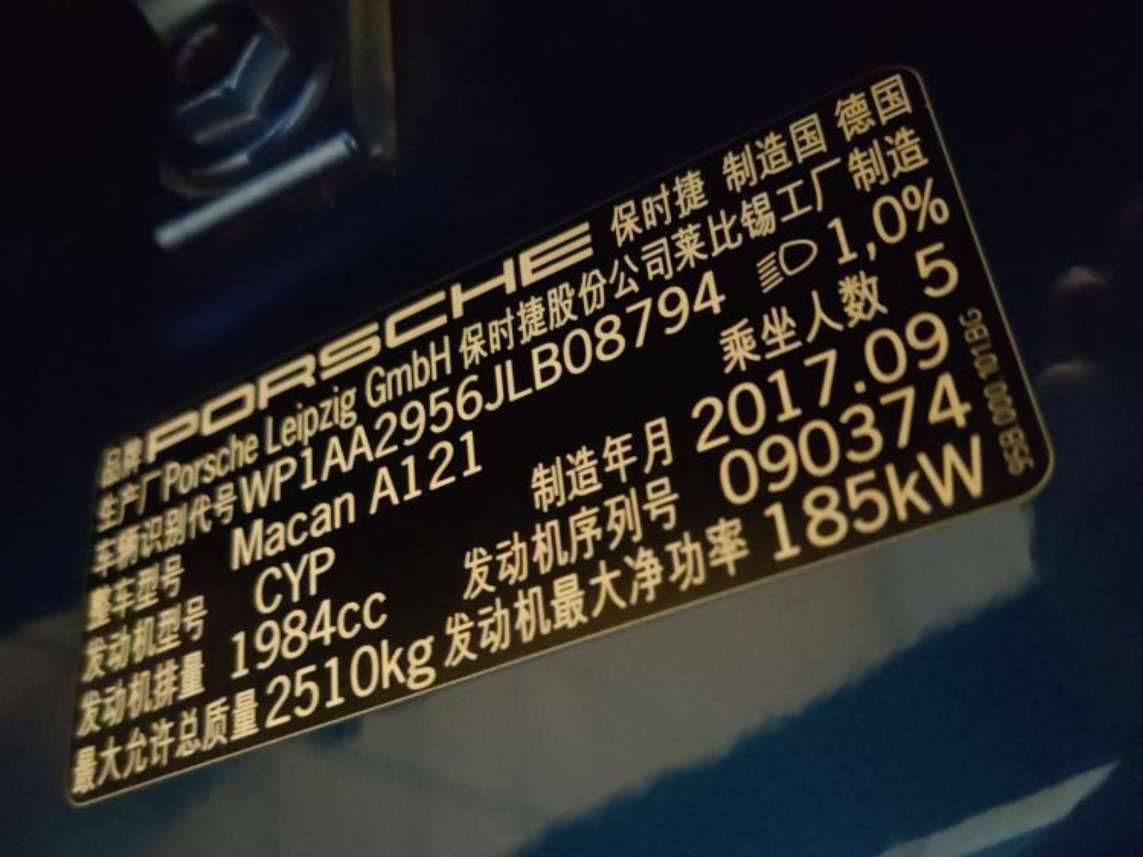 品牌 PORSCHE 保时捷 制造国 德国
生产厂 Porsche Leipzig GmbH 保时捷股份公司莱比锡工厂制造
车辆识别代号 WP1AA2956JLB08794 1,0%
整车型号 Macan A121 乘坐人数 5
发动机型号 CYP 制造年月 2017.09
发动机排量 1984cc 发动机序列号 090374
最大允许总质量 2510kg 发动机最大净功率 185kW
95B 000 101BG